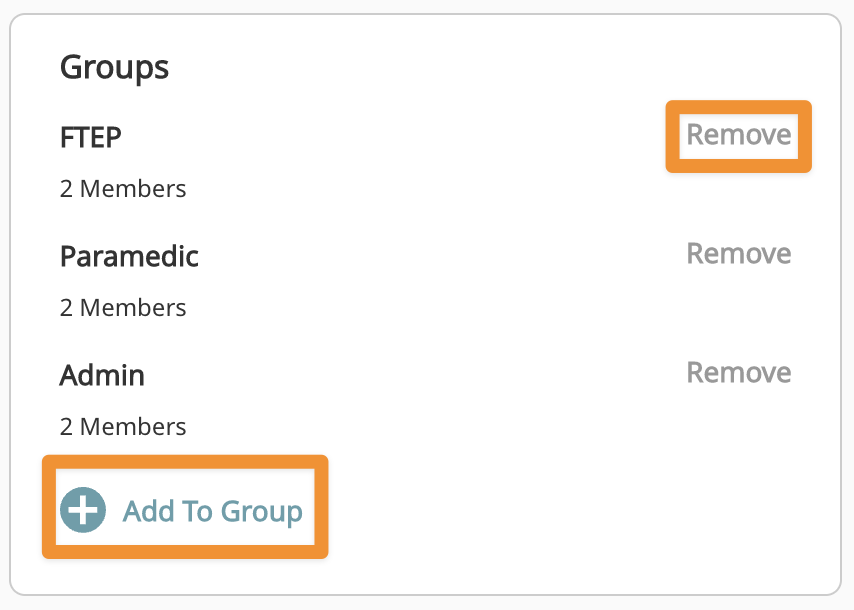 Groups
FTEP
Remove
2 Members
Paramedic
Remove
2 Members
Admin
Remove
2 Members
Add To Group